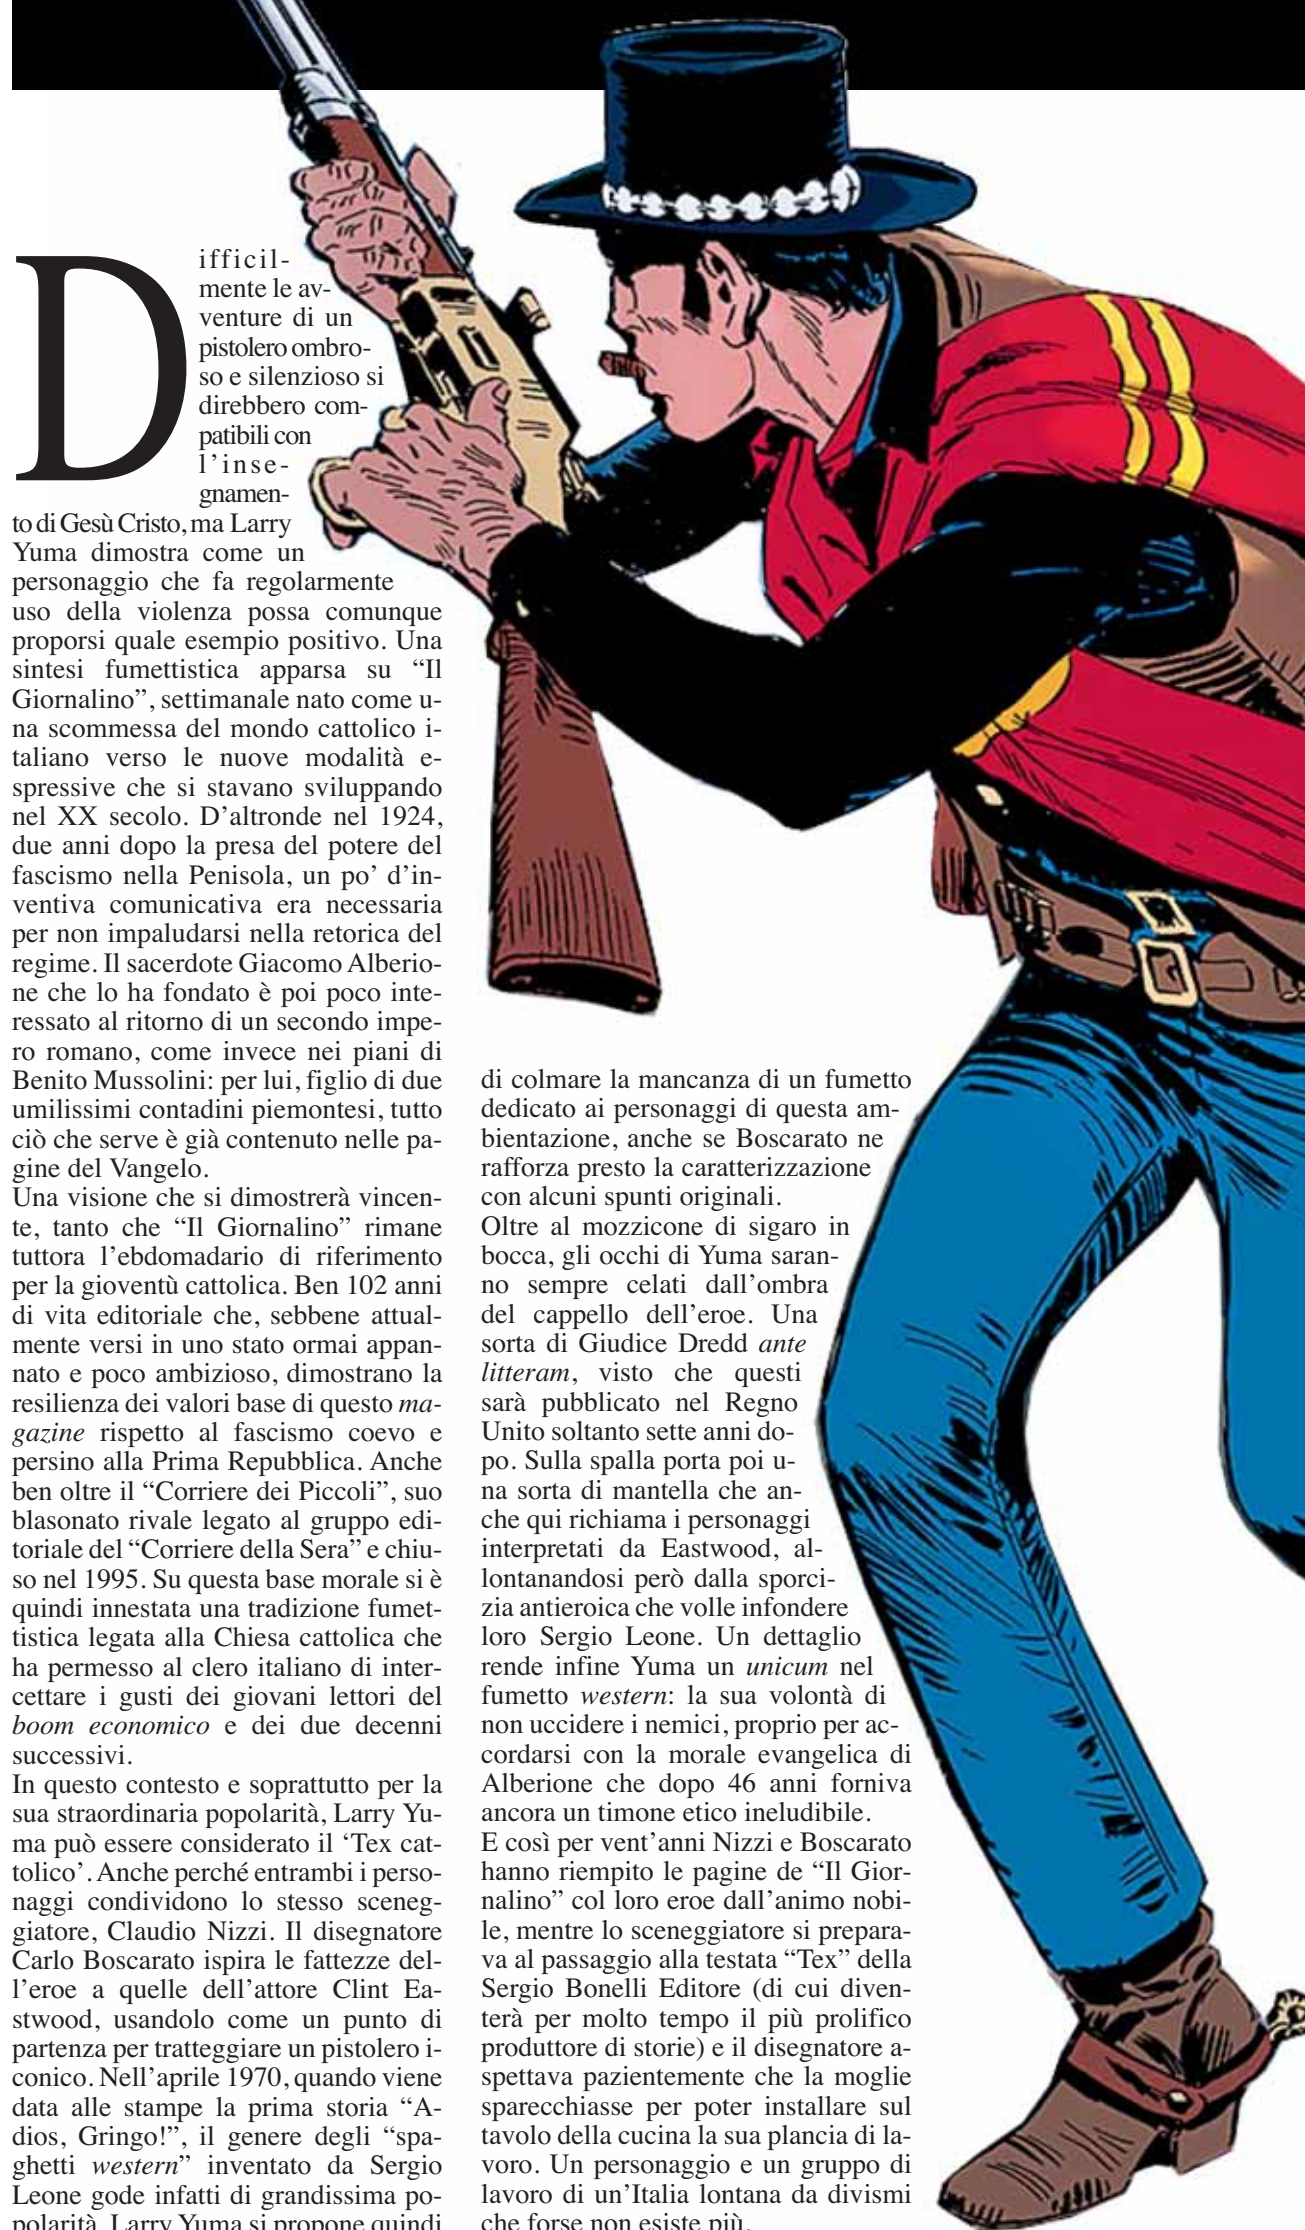 D
ifficil-
mente le av-
venture di un
pistolero ombro-
so e silenzioso si
direbbero com-
patibili con
l'inse-
gnamen-
to di Gesù Cristo, ma Larry
Yuma dimostra come un
personaggio che fa regolarmente
uso della violenza possa comunque
proporsi quale esempio positivo. Una
sintesi fumettistica apparsa su “Il
Giornalino”, settimanale nato come u-
na scommessa del mondo cattolico i-
taliano verso le nuove modalità e-
spressive che si stavano sviluppando
nel XX secolo. D’altronde nel 1924,
due anni dopo la presa del potere del
fascismo nella Penisola, un po’ d’in-
ventiva comunicativa era necessaria
per non impaludarsi nella retorica del
regime. Il sacerdote Giacomo Alberio-
ne che lo ha fondato è poi poco inte-
ressato al ritorno di un secondo impe-
ro romano, come invece nei piani di
Benito Mussolini: per lui, figlio di due
umilissimi contadini piemontesi, tutto
ciò che serve è già contenuto nelle pa-
gine del Vangelo.
Una visione che si dimostrerà vincen-
te, tanto che “Il Giornalino” rimane
tuttora l’ebdomadario di riferimento
per la gioventù cattolica. Ben 102 anni
di vita editoriale che, sebbene attual-
mente versi in uno stato ormai appan-
nato e poco ambizioso, dimostrano la
resilienza dei valori base di questo ma-
gazine rispetto al fascismo coevo e
persino alla Prima Repubblica. Anche
ben oltre il “Corriere dei Piccoli”, suo
blasonato rivale legato al gruppo edi-
toriale del “Corriere della Sera” e chiu-
so nel 1995. Su questa base morale si è
quindi innestata una tradizione fumet-
tistica legata alla Chiesa cattolica che
ha permesso al clero italiano di inter-
cettare i gusti dei giovani lettori del
boom economico e dei due decenni
successivi.
In questo contesto e soprattutto per la
sua straordinaria popolarità, Larry Yu-
ma può essere considerato il ‘Tex cat-
tolico’. Anche perché entrambi i perso-
naggi condividono lo stesso sceneg-
giatore, Claudio Nizzi. Il disegnatore
Carlo Boscarato ispira le fattezze del-
l’eroe a quelle dell’attore Clint Ea-
stwood, usandolo come un punto di
partenza per tratteggiare un pistolero i-
conico. Nell’aprile 1970, quando viene
data alle stampe la prima storia “A-
dios, Gringo!”, il genere degli “spa-
ghetti western” inventato da Sergio
Leone gode infatti di grandissima po-
polarità. Larry Yuma si propone quindi
di colmare la mancanza di un fumetto
dedicato ai personaggi di questa am-
bientazione, anche se Boscarato ne
rafforza presto la caratterizzazione
con alcuni spunti originali.
Oltre al mozzicone di sigaro in
bocca, gli occhi di Yuma saran-
no sempre celati dall’ombra
del cappello dell’eroe. Una
sorta di Giudice Dredd ante
litteram, visto che questi
sarà pubblicato nel Regno
Unito soltanto sette anni do-
po. Sulla spalla porta poi u-
na sorta di mantella che an-
che qui richiama i personaggi
interpretati da Eastwood, al-
lontanandosi però dalla sporci-
zia antieroica che volle infondere
loro Sergio Leone. Un dettaglio
rende infine Yuma un unicum nel
fumetto western: la sua volontà di
non uccidere i nemici, proprio per ac-
cordarsi con la morale evangelica di
Alberione che dopo 46 anni forniva
ancora un timone etico ineludibile.
E così per vent’anni Nizzi e Boscarato
hanno riempito le pagine de “Il Gior-
nalino” col loro eroe dall’animo nobi-
le, mentre lo sceneggiatore si prepara-
va al passaggio alla testata “Tex” della
Sergio Bonelli Editore (di cui diven-
terà per molto tempo il più prolifico
produttore di storie) e il disegnatore a-
spettava pazientemente che la moglie
sparecchiasse per poter installare sul
tavolo della cucina la sua plancia di la-
voro. Un personaggio e un gruppo di
lavoro di un’Italia lontana da divismi
che forse non esiste più.